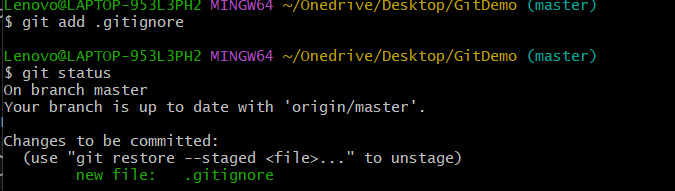 Lenovo@LAPTOP-953L3PH2 MINGW64 ~/Onedrive/Desktop/GitDemo (master)
$ git add .gitignore
Lenovo@LAPTOP-953L3PH2 MINGW64 ~/Onedrive/Desktop/GitDemo (master)
$ git status
On branch master
Your branch is up to date with 'origin/master'.
Changes to be committed:
  (use "git restore --staged <file>..." to unstage)
        new file:   .gitignore